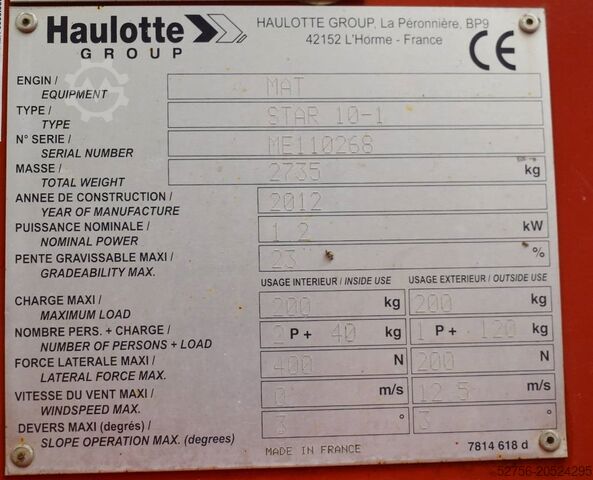 Haulotte
GROUP
HAULOTTE GROUP, La Péronnière, BP9
42152 L'Horme - France
CE
ENGIN /
EQUIPMENT
MAT
TYPE /
TYPE
STAR 10-1
N° SERIE /
SERIAL NUMBER
ME110268
MASSE /
TOTAL WEIGHT
2735 kg
ANNEE DE CONSTRUCTION /
YEAR OF MANUFACTURE
2012
PUISSANCE NOMINALE /
NOMINAL POWER
1 2 kW
PENTE GRAVISSABLE MAXI /
GRADEABILITY MAX.
23 %
USAGE INTERIEUR / INSIDE USE USAGE EXTERIEUR / OUTSIDE USE
CHARGE MAXI /
MAXIMUM LOAD
200 kg 200 kg
NOMBRE PERS. + CHARGE /
NUMBER OF PERSONS + LOAD
2 P + 40 kg 1 P + 120 kg
FORCE LATERALE MAXI /
LATERAL FORCE MAX.
400 N 200 N
VITESSE DU VENT MAXI /
WINDSPEED MAX.
0 m/s 12 5 m/s
DEVERS MAXI (degrés) /
SLOPE OPERATION MAX. (degrees)
3 ° 3 °
MADE IN FRANCE
7814 618 d
52756-20524295